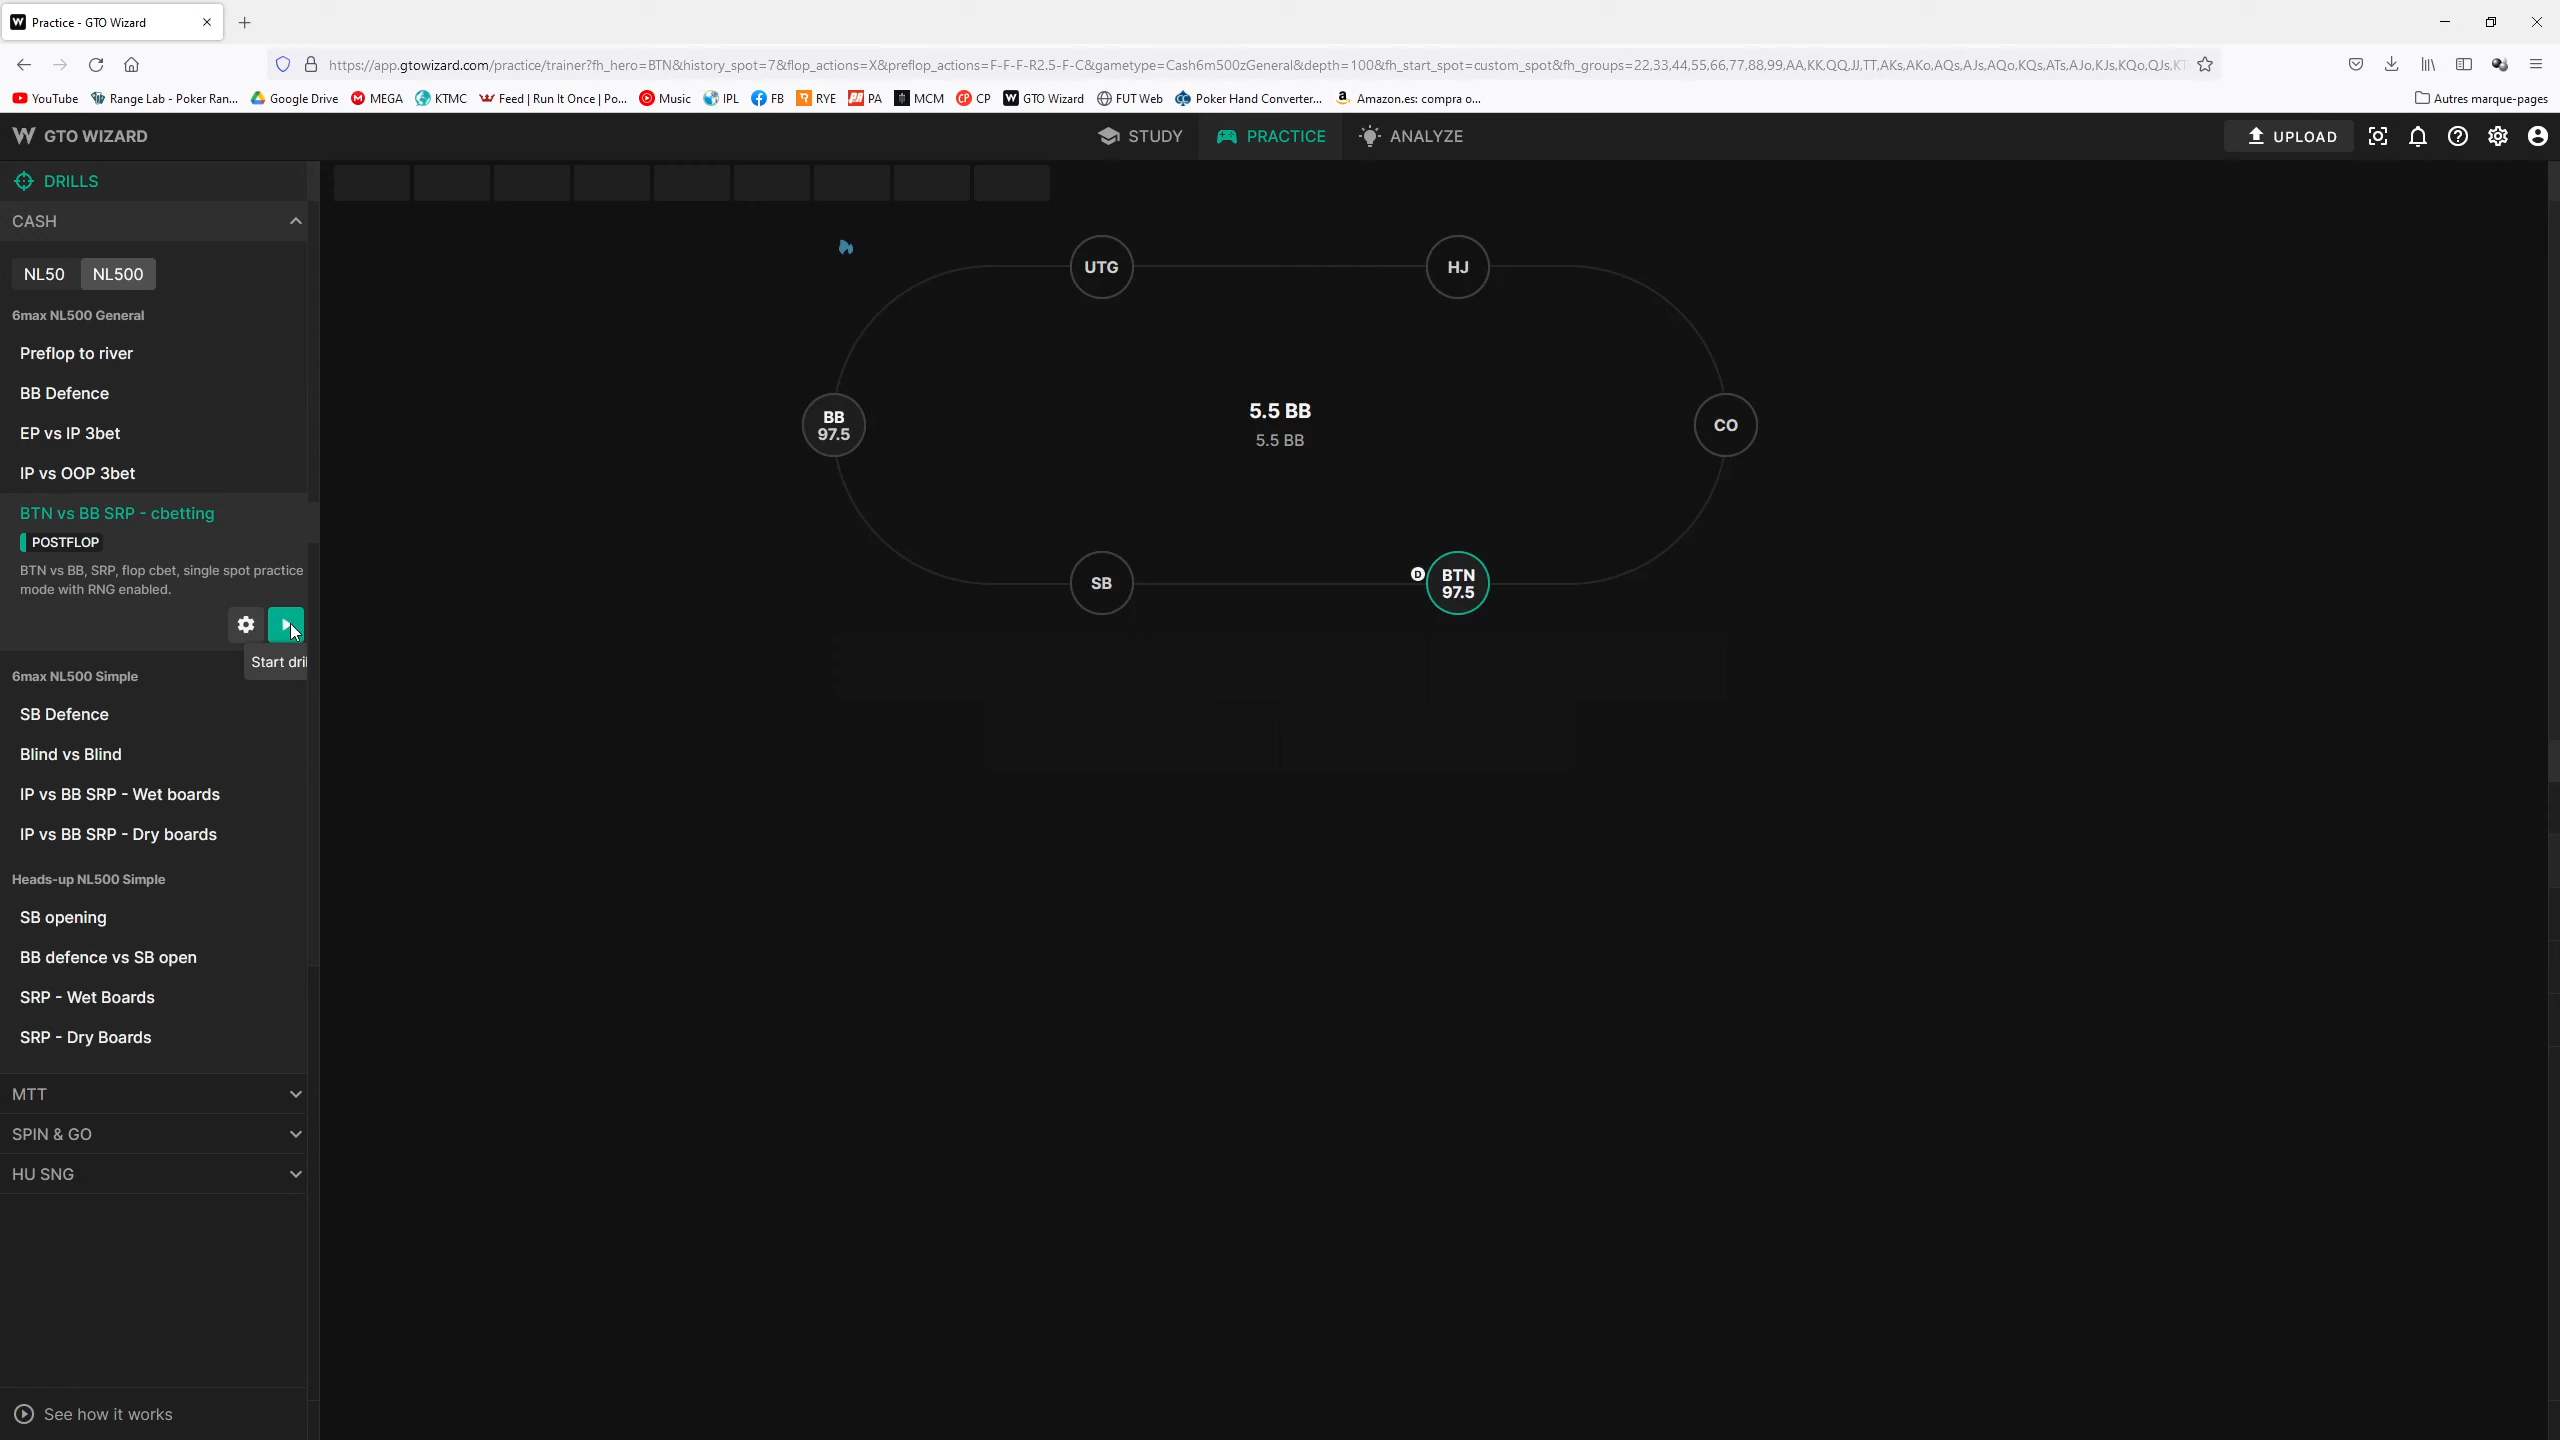 Practice - GTO Wizard
https://app.gtowizard.com/practice/trainer?fh_hero=BTN&history_spot=7&flop_actions=X&preflop_actions=F-F-F-R2.5-F-C&gametype=Cash6m500zGeneral&depth=100&fh_start_spot=custom_spot&fh_groups=22,33,44,55,66,77,88,99,AA,KK,QQ,JJ,TT,AKs,AKo,AQs,AJs,AQo,KQs,ATs,AJo,KJs,KQo,QJs,KT
YouTube Range Lab - Poker Ran... Google Drive MEGA KTMC Feed | Run It Once | Po... Music IPL FB RYE PA MCM CP GTO Wizard FUT Web Poker Hand Converter... Amazon.es: compra o... Autres marque-pages
GTO WIZARD STUDY PRACTICE ANALYZE UPLOAD
DRILLS
CASH
NL50 NL500
6max NL500 General
Preflop to river
BB Defence
EP vs IP 3bet
IP vs OOP 3bet
BTN vs BB SRP - cbetting
POSTFLOP
BTN vs BB, SRP, flop cbet, single spot practice
mode with RNG enabled.
Start dril
6max NL500 Simple
SB Defence
Blind vs Blind
IP vs BB SRP - Wet boards
IP vs BB SRP - Dry boards
Heads-up NL500 Simple
SB opening
BB defence vs SB open
SRP - Wet Boards
SRP - Dry Boards
MTT
SPIN & GO
HU SNG
See how it works
UTG
HJ
BB
97.5
5.5 BB
5.5 BB
CO
SB
D
BTN
97.5